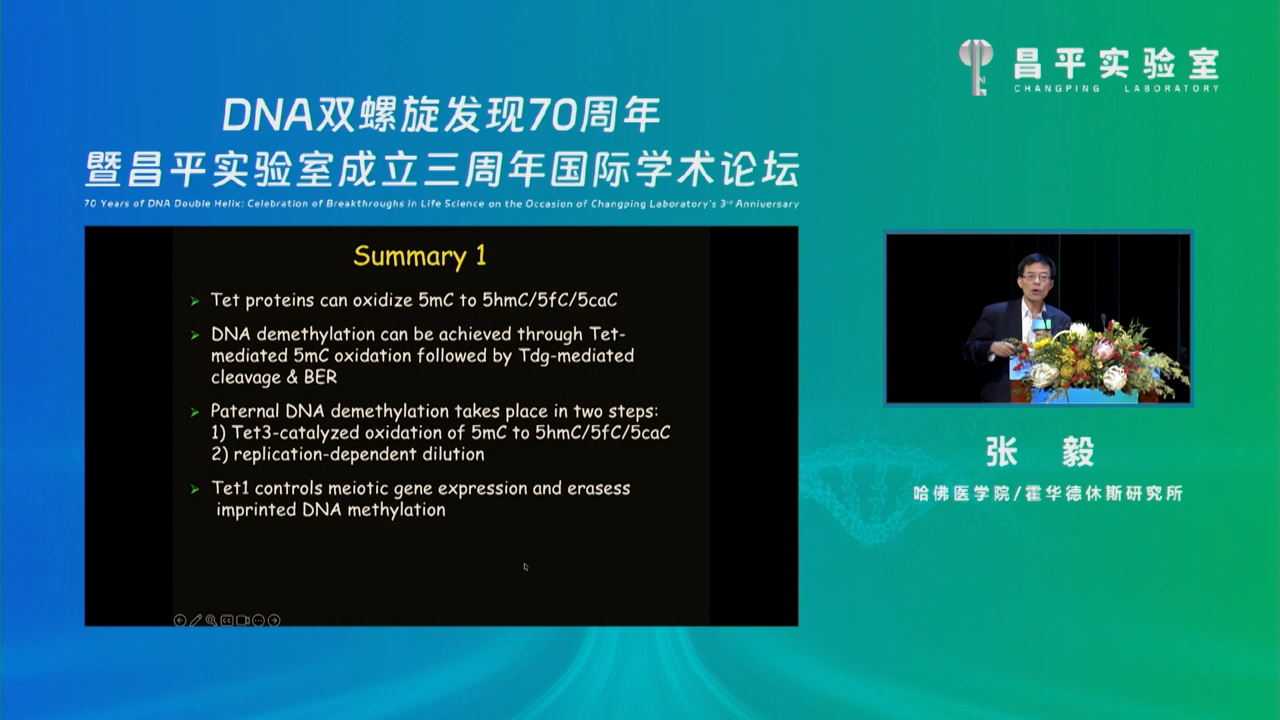 昌平实验室
CHANGPING LABORATORY
DNA双螺旋发现70周年
暨昌平实验室成立三周年国际学术论坛
70 Years of DNA Double Helix: Celebration of Breakthroughs in Life Science on the Occasion of Changping Laboratory's 3rd Anniversary
Summary 1
➢ Tet proteins can oxidize 5mC to 5hmC/5fC/5caC
➢ DNA demethylation can be achieved through Tet-
mediated 5mC oxidation followed by Tdg-mediated
cleavage & BER
➢ Paternal DNA demethylation takes place in two steps:
1) Tet3-catalyzed oxidation of 5mC to 5hmC/5fC/5caC
2) replication-dependent dilution
➢ Tet1 controls meiotic gene expression and erasess
imprinted DNA methylation
张 毅
哈佛医学院/霍华德休斯研究所